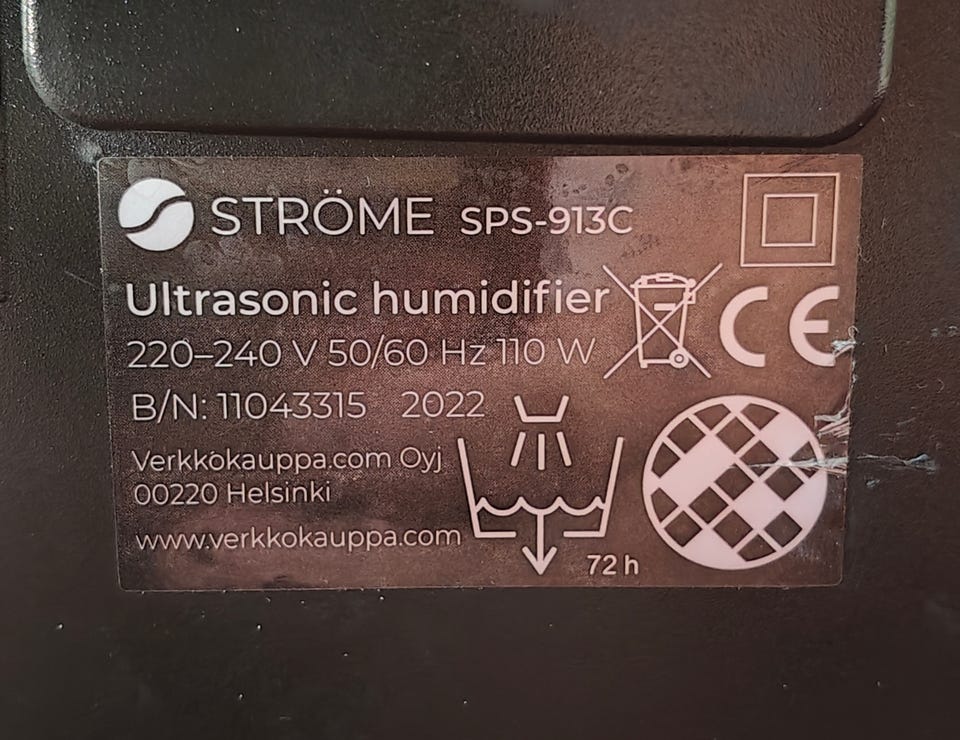 STRÖME SPS-913C
Ultrasonic humidifier
220–240 V 50/60 Hz 110 W
B/N: 11043315 2022
Verkkokauppa.com Oyj
00220 Helsinki
www.verkkokauppa.com
72 h
CE